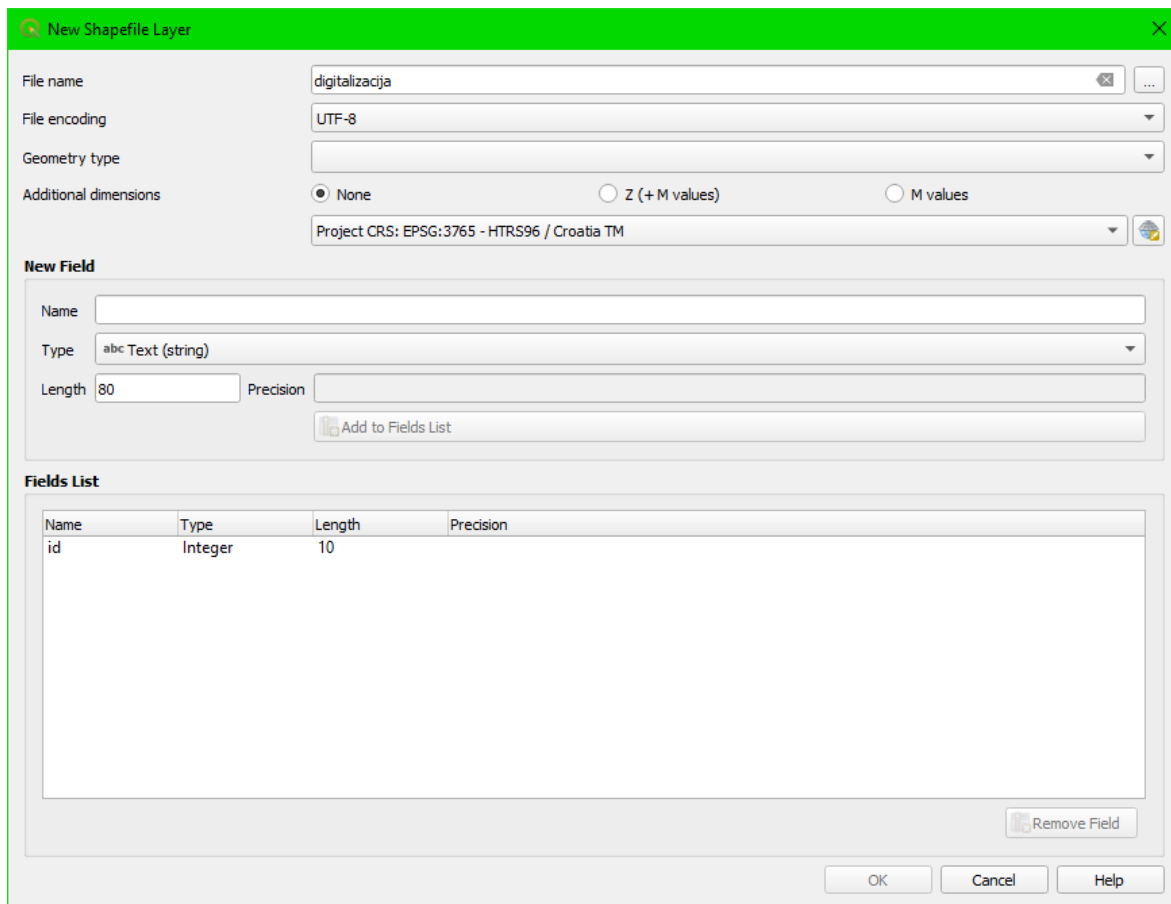 New Shapefile Layer
File name digitalizacija ...
File encoding UTF-8
Geometry type
Additional dimensions None Z (+ M values) M values
Project CRS: EPSG:3765 - HTRS96 / Croatia TM
New Field
Name
Type abc Text (string)
Length 80 Precision
Add to Fields List
Fields List
Name Type Length Precision
id Integer 10
Remove Field
OK Cancel Help